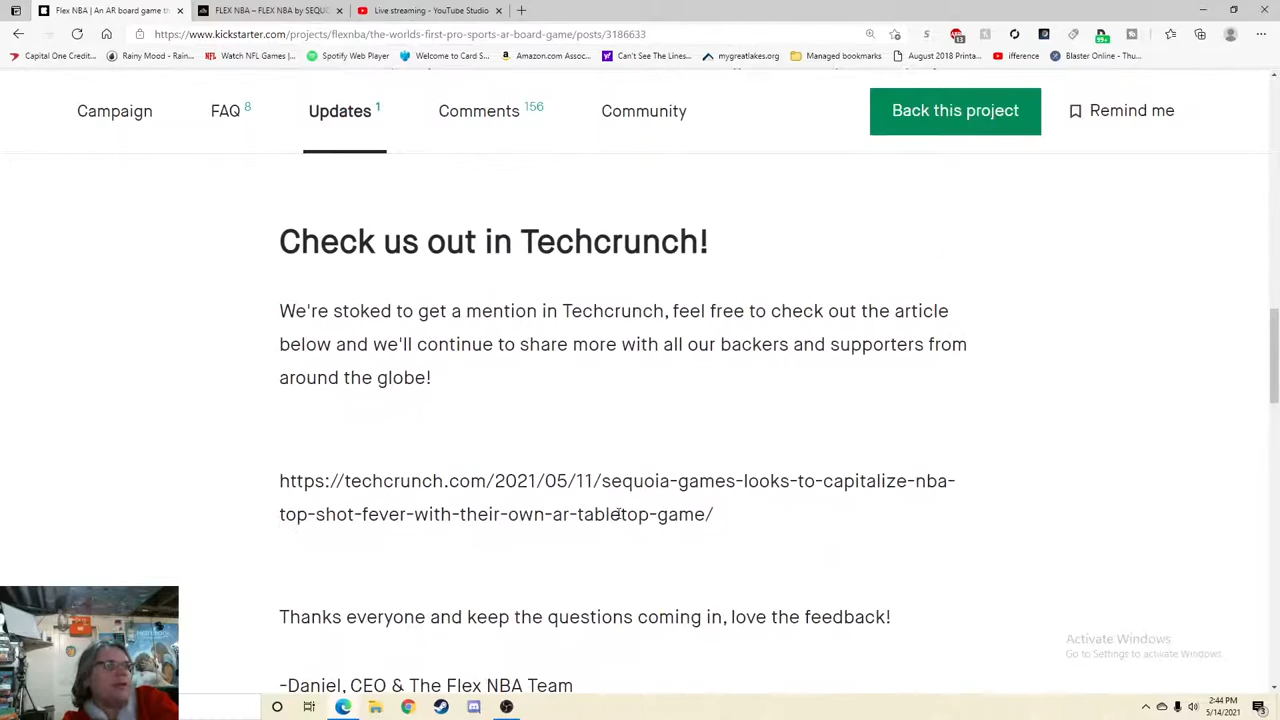 Flex NBA | An AR board game th
FLEX NBA – FLEX NBA by SEQUO
Live streaming - YouTube Studio
https://www.kickstarter.com/projects/flexnba/the-worlds-first-pro-sports-ar-board-game/posts/3186633
Capital One Credit...
Rainy Mood - Rain...
Watch NFL Games |...
Spotify Web Player
Welcome to Card S...
Amazon.com Assoc...
Can't See The Lines...
mygreatlakes.org
Managed bookmarks
August 2018 Printa...
ifference
Blaster Online - Thu...
Campaign
FAQ 8
Updates 1
Comments 156
Community
Back this project
Remind me
Check us out in Techcrunch!
We're stoked to get a mention in Techcrunch, feel free to check out the article
below and we'll continue to share more with all our backers and supporters from
around the globe!
https://techcrunch.com/2021/05/11/sequoia-games-looks-to-capitalize-nba-
top-shot-fever-with-their-own-ar-tabletop-game/
Thanks everyone and keep the questions coming in, love the feedback!
-Daniel, CEO & The Flex NBA Team
Activate Windows
Go to Settings to activate Windows.
2:44 PM
5/14/2021